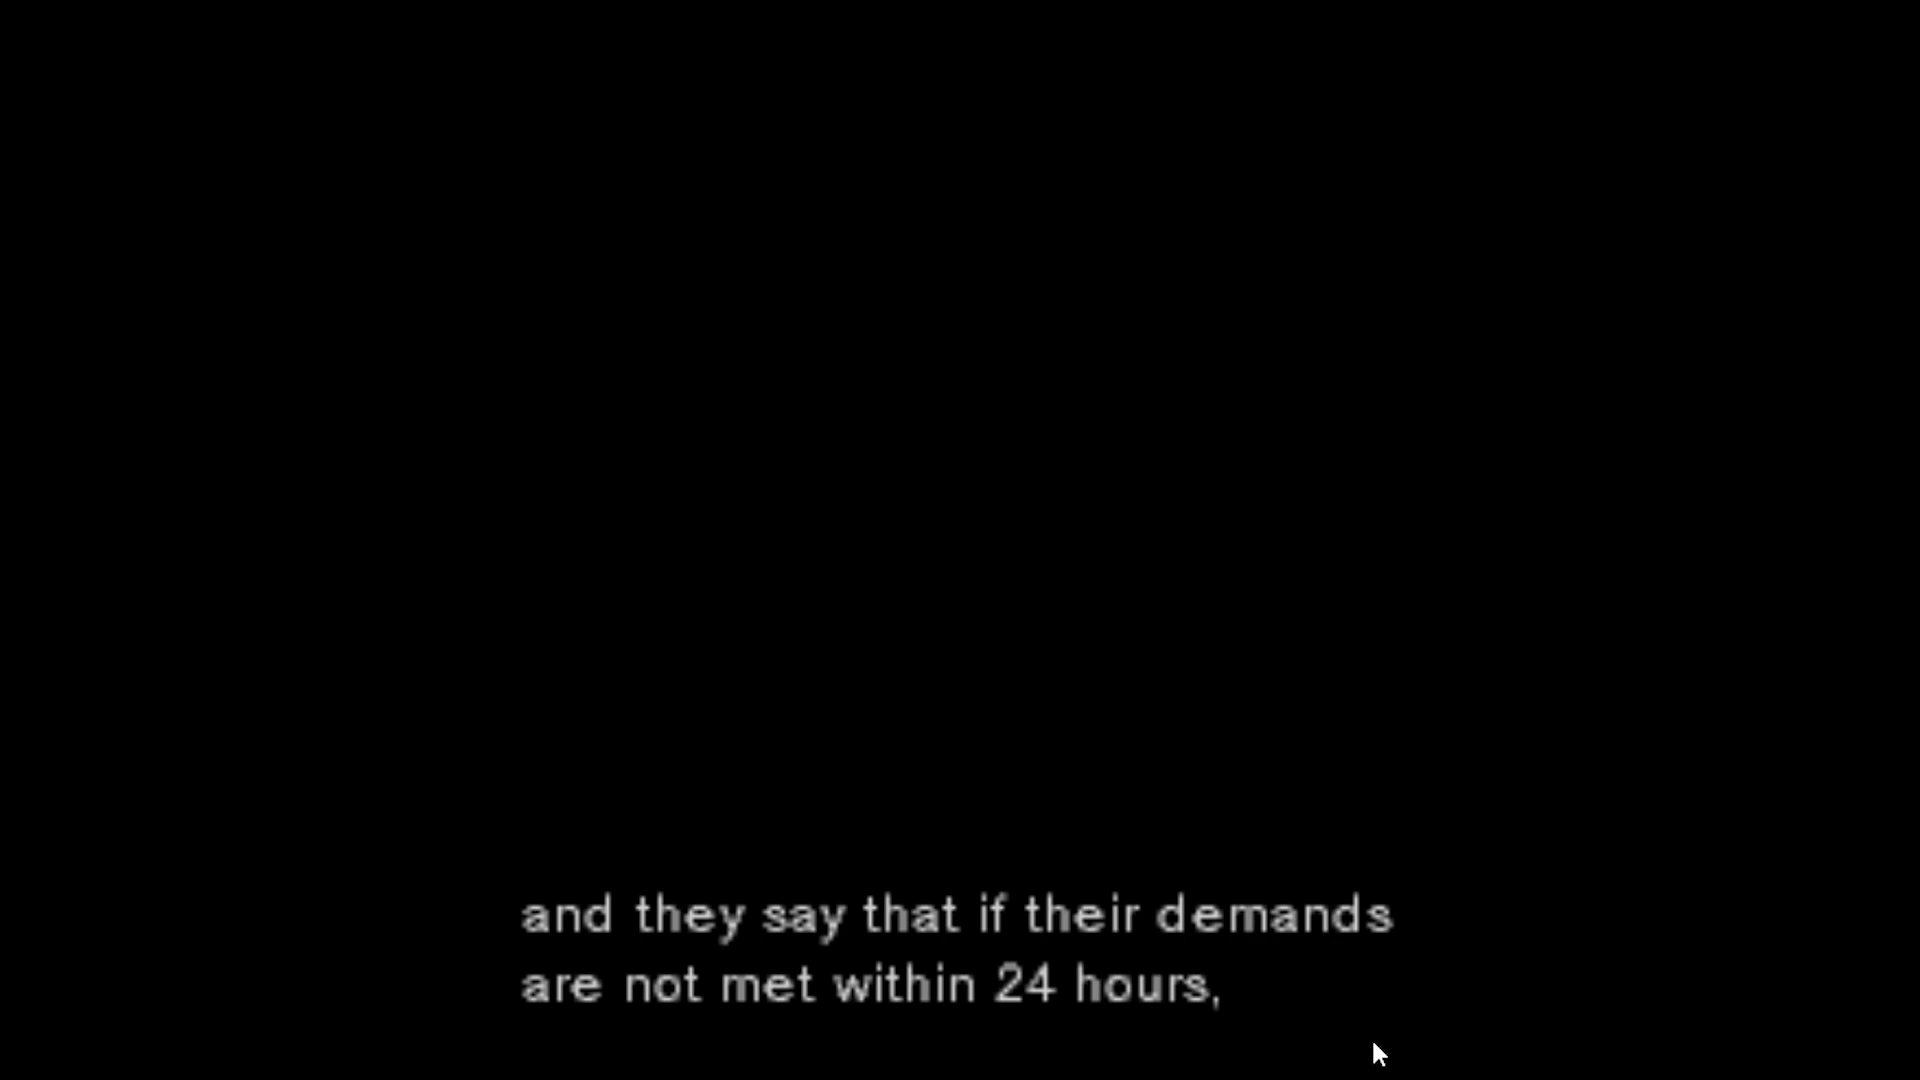 and they say that if their demands
are not met within 24 hours,